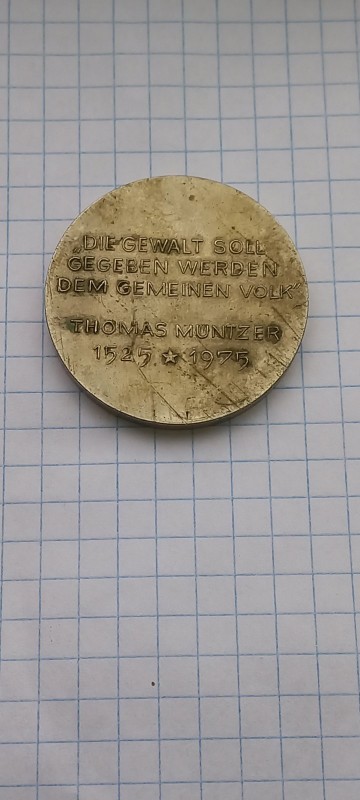 „DIE GEWALT SOLL
GEGEBEN WERDEN
DEM GEMEINEN VOLK“
THOMAS MÜNTZER
1525 ★ 1975